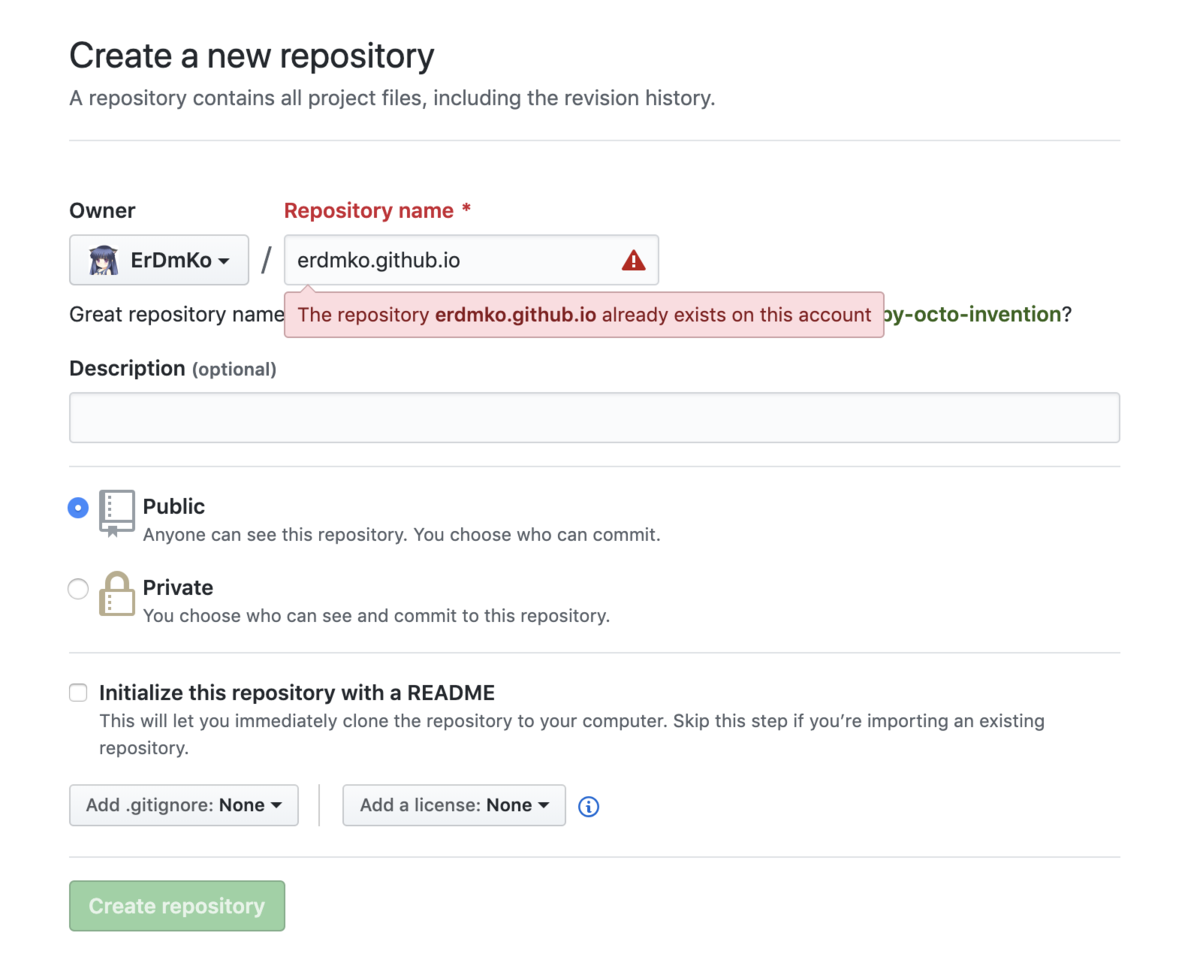 Create a new repository
A repository contains all project files, including the revision history.
Owner
Repository name *
ErDmKo
/
erdmko.github.io
Great repository name
The repository erdmko.github.io already exists on this account
by-octo-invention?
Description (optional)
Public
Anyone can see this repository. You choose who can commit.
Private
You choose who can see and commit to this repository.
Initialize this repository with a README
This will let you immediately clone the repository to your computer. Skip this step if you’re importing an existing
repository.
Add .gitignore: None
Add a license: None
Create repository